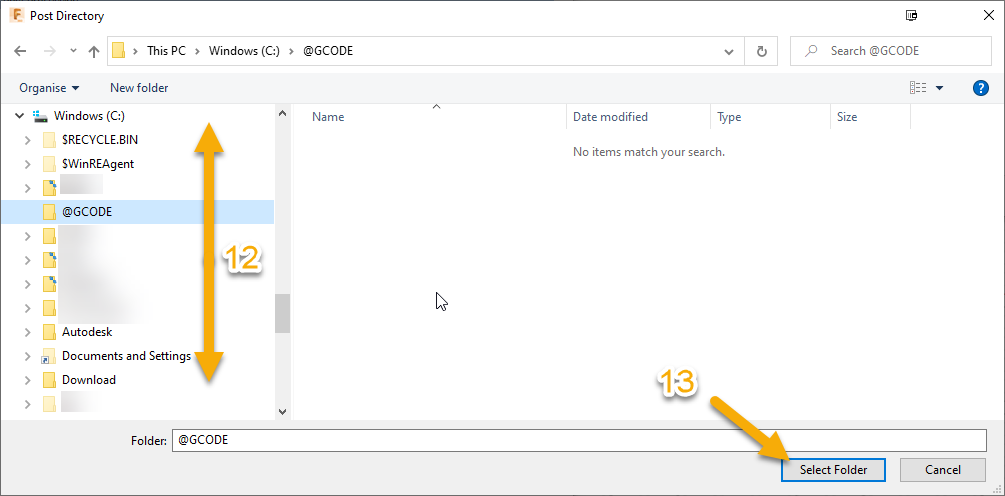 Post Directory
This PC > Windows (C:) > @GCODE
Search @GCODE
Organise
New folder
?
Windows (C:)
$RECYCLE.BIN
$WinREAgent
@GCODE
Autodesk
Documents and Settings
Download
Name
Date modified
Type
Size
No items match your search.
12
13
Folder:
@GCODE
Select Folder
Cancel